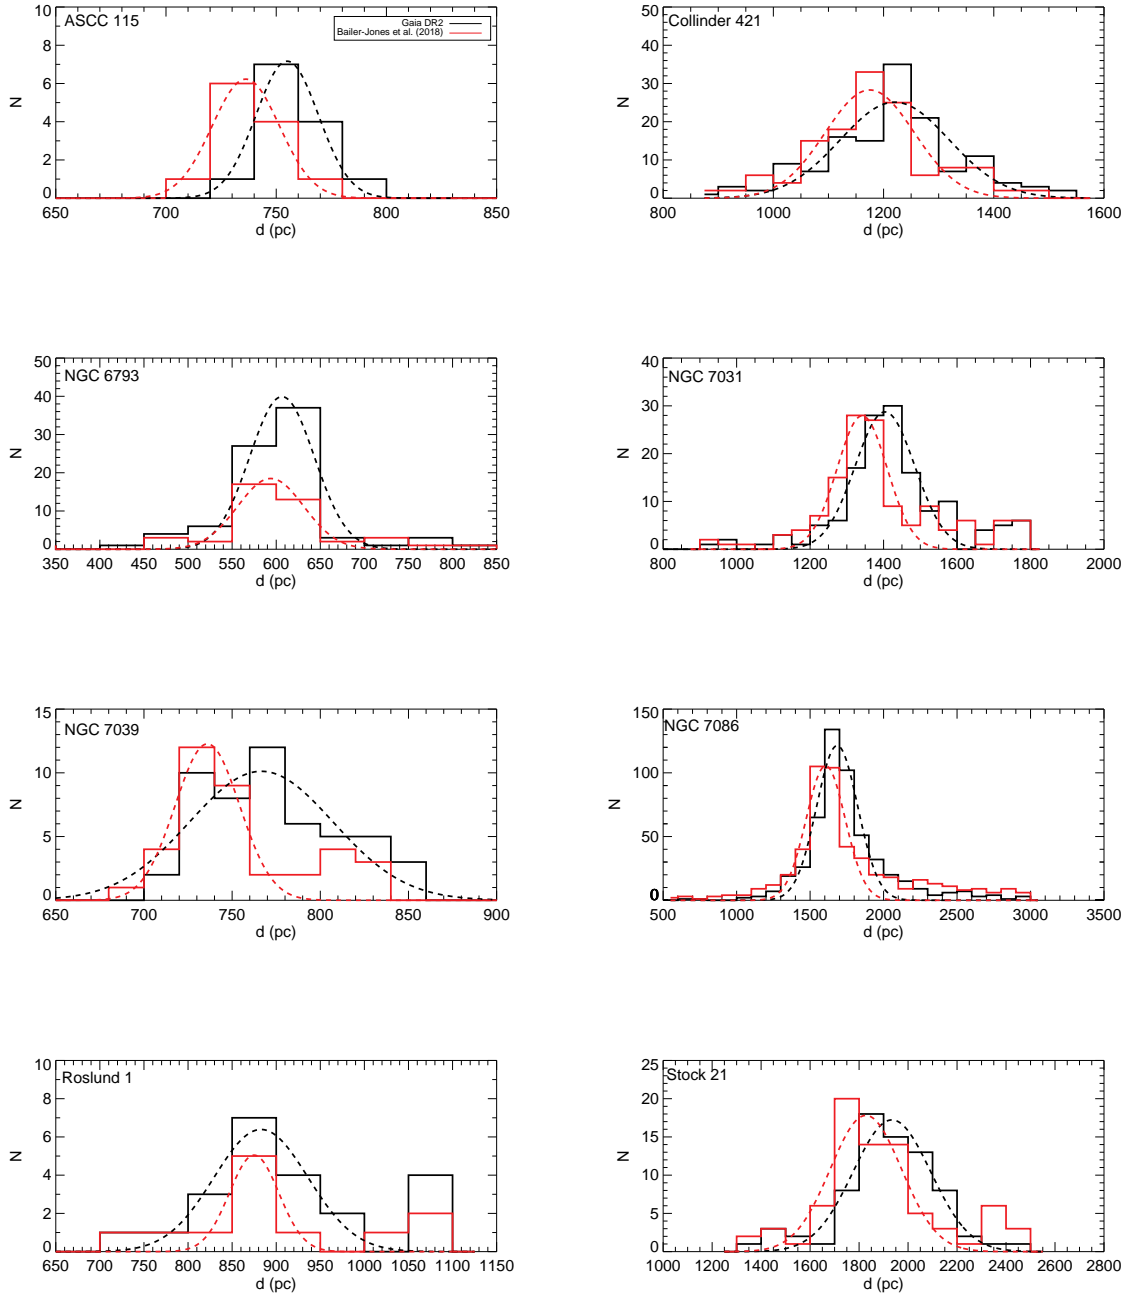 ASCC 115
Gaia DR2
Bailer-Jones et al. (2018)
10
8
6
4
2
0
N
650 700 750 800 850
d (pc)
Collinder 421
50
40
30
20
10
0
N
800 1000 1200 1400 1600
d (pc)
NGC 6793
50
40
30
20
10
0
N
350 400 450 500 550 600 650 700 750 800 850
d (pc)
NGC 7031
40
30
20
10
0
N
800 1000 1200 1400 1600 1800 2000
d (pc)
NGC 7039
15
10
5
0
N
650 700 750 800 850 900
d (pc)
NGC 7086
150
100
50
0
N
500 1000 1500 2000 2500 3000 3500
d (pc)
Roslund 1
10
8
6
4
2
0
N
650 700 750 800 850 900 950 1000 1050 1100 1150
d (pc)
Stock 21
25
20
15
10
5
0
N
1000 1200 1400 1600 1800 2000 2200 2400 2600 2800
d (pc)